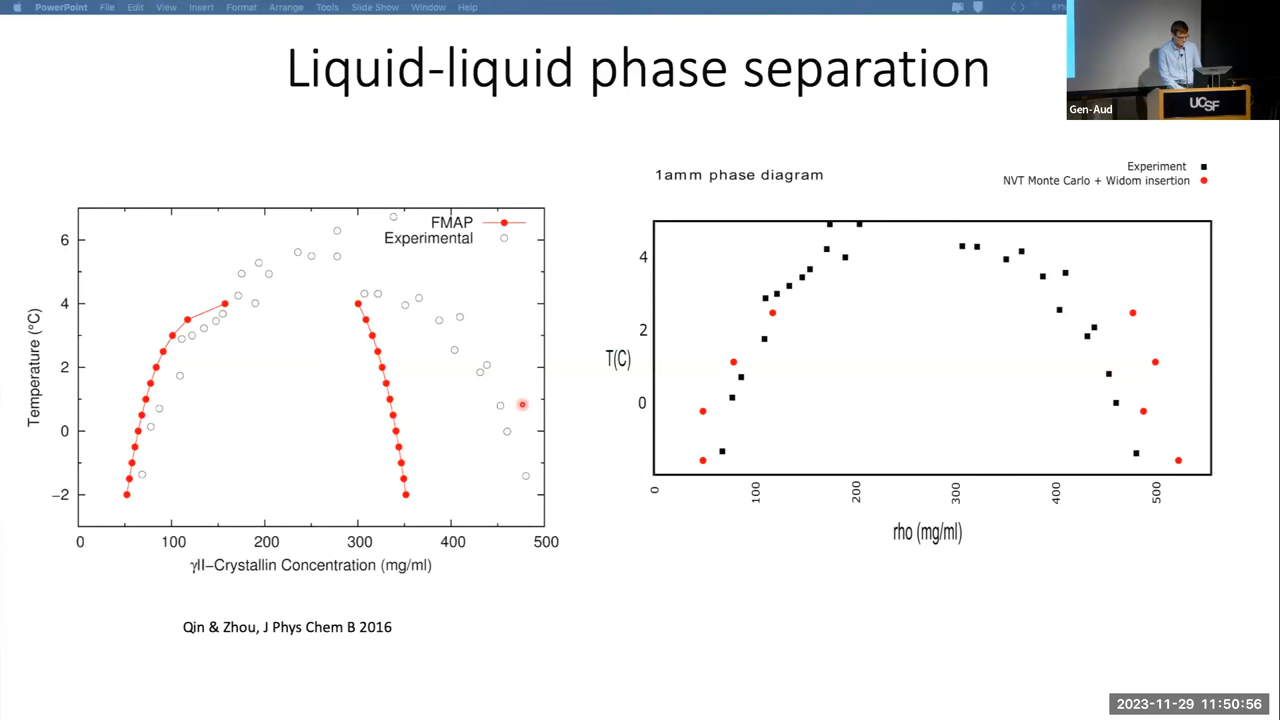 PowerPoint File Edit View Insert Format Arrange Tools Slide Show Window Help
Liquid-liquid phase separation
UCSF
Gen-Aud
FMAP
Experimental
6
4
2
0
−2
Temperature (°C)
0 100 200 300 400 500
γII−Crystallin Concentration (mg/ml)
Qin & Zhou, J Phys Chem B 2016
1amm phase diagram
Experiment
NVT Monte Carlo + Widom insertion
4
2
0
T(C)
0 100 200 300 400 500
rho (mg/ml)
2023-11-29 11:50:56